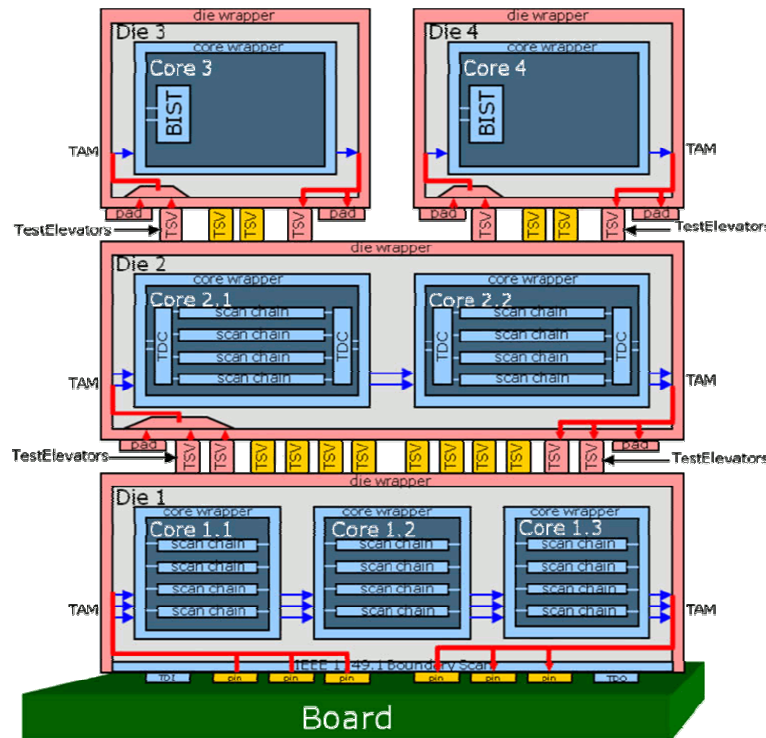 die wrapper die wrapper
Die 3 Die 4
core wrapper core wrapper
Core 3 Core 4
BIST BIST
TAM TAM
pad TSV TSV TSV TSV pad pad TSV TSV TSV TSV pad
TestElevators TestElevators
die wrapper
Die 2
core wrapper core wrapper
Core 2.1 Core 2.2
scan chain scan chain
scan chain scan chain
TDC TDC TDC TDC
scan chain scan chain
scan chain scan chain
TAM TAM
pad pad
TSV TSV TSV TSV TSV TSV TSV TSV TSV TSV TSV TSV
TestElevators TestElevators
die wrapper
Die 1
core wrapper core wrapper core wrapper
Core 1.1 Core 1.2 Core 1.3
scan chain scan chain scan chain
scan chain scan chain scan chain
scan chain scan chain scan chain
scan chain scan chain scan chain
TAM TAM
IEEE 1149.1 Boundary Scan
TDI pin pin pin pin pin pin TDO
Board